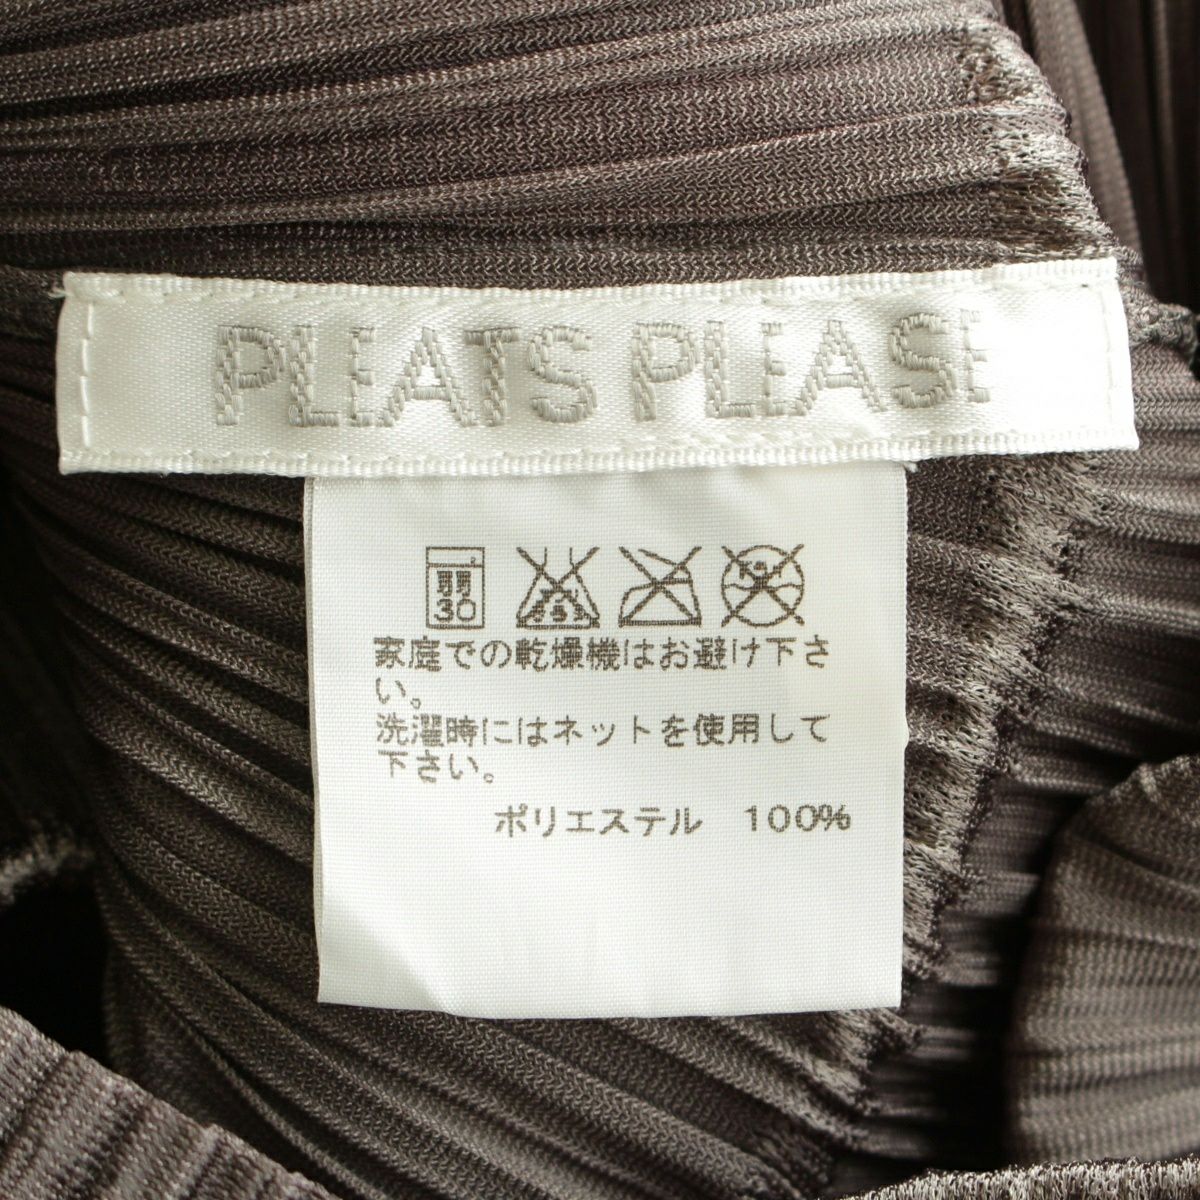 PLEATS PLEASE
弱
30
家庭での乾燥機はお避け下さ
い。
洗濯時にはネットを使用して
下さい。
ポリエステル 100%